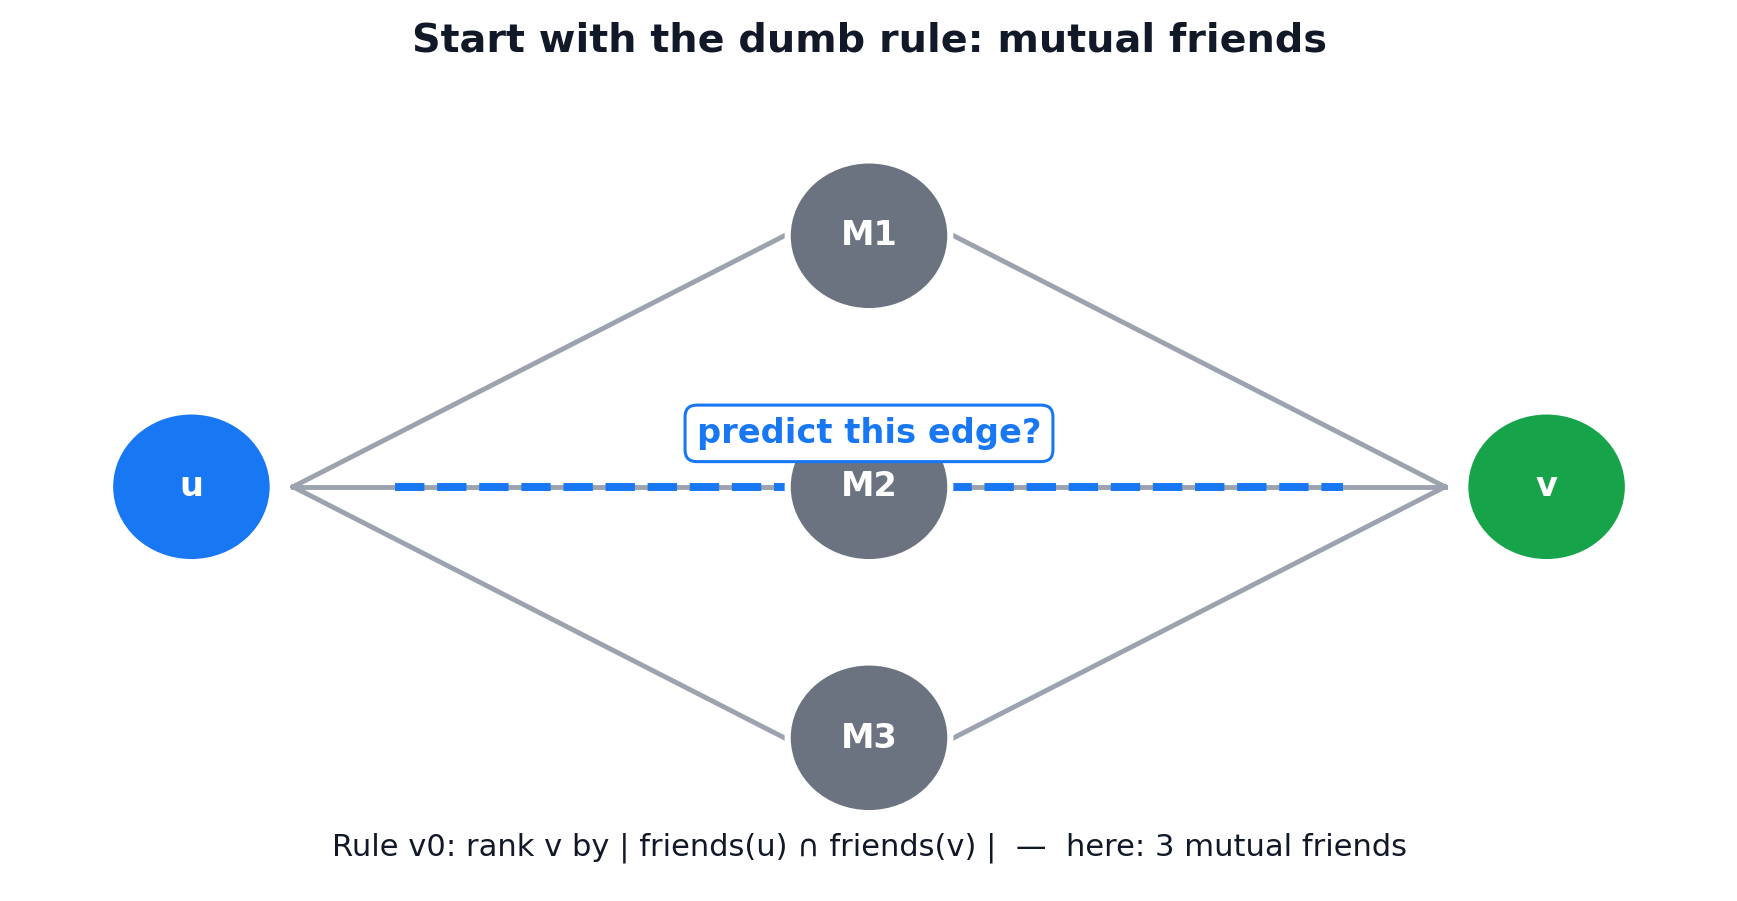 Start with the dumb rule: mutual friends
M1
predict this edge?
u
M2
v
M3
Rule v0: rank v by | friends(u) ∩ friends(v) |  —  here: 3 mutual friends